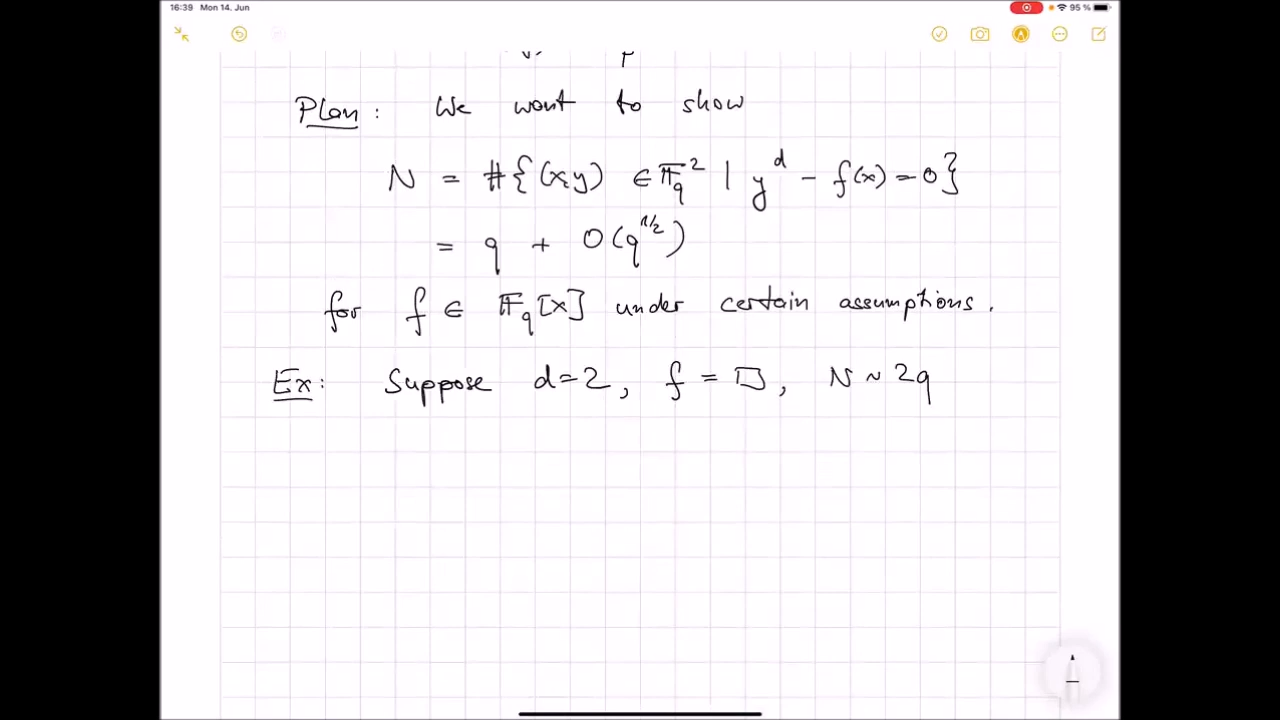 16:39 Mon 14. Jun 95 %
Plan: We want to show
N = #{(x,y) ∈ 𝔽_q^2 | y^d - f(x) = 0}
= q + O(q^{1/2})
for f ∈ 𝔽_q[x] under certain assumptions.
Ex: Suppose d=2, f = □, N ~ 2q